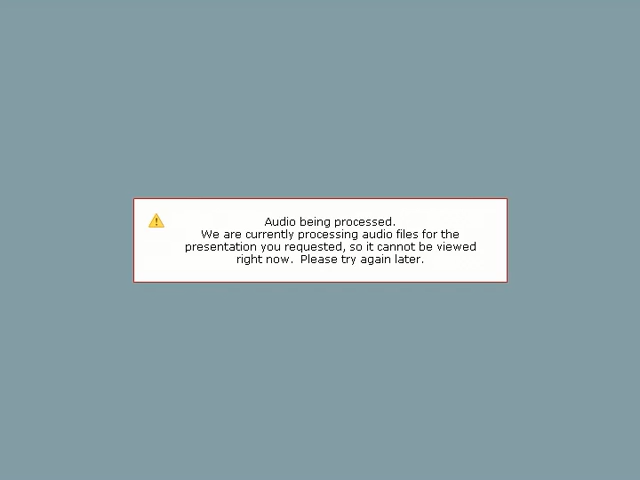 Audio being processed.
We are currently processing audio files for the
presentation you requested, so it cannot be viewed
right now.  Please try again later.